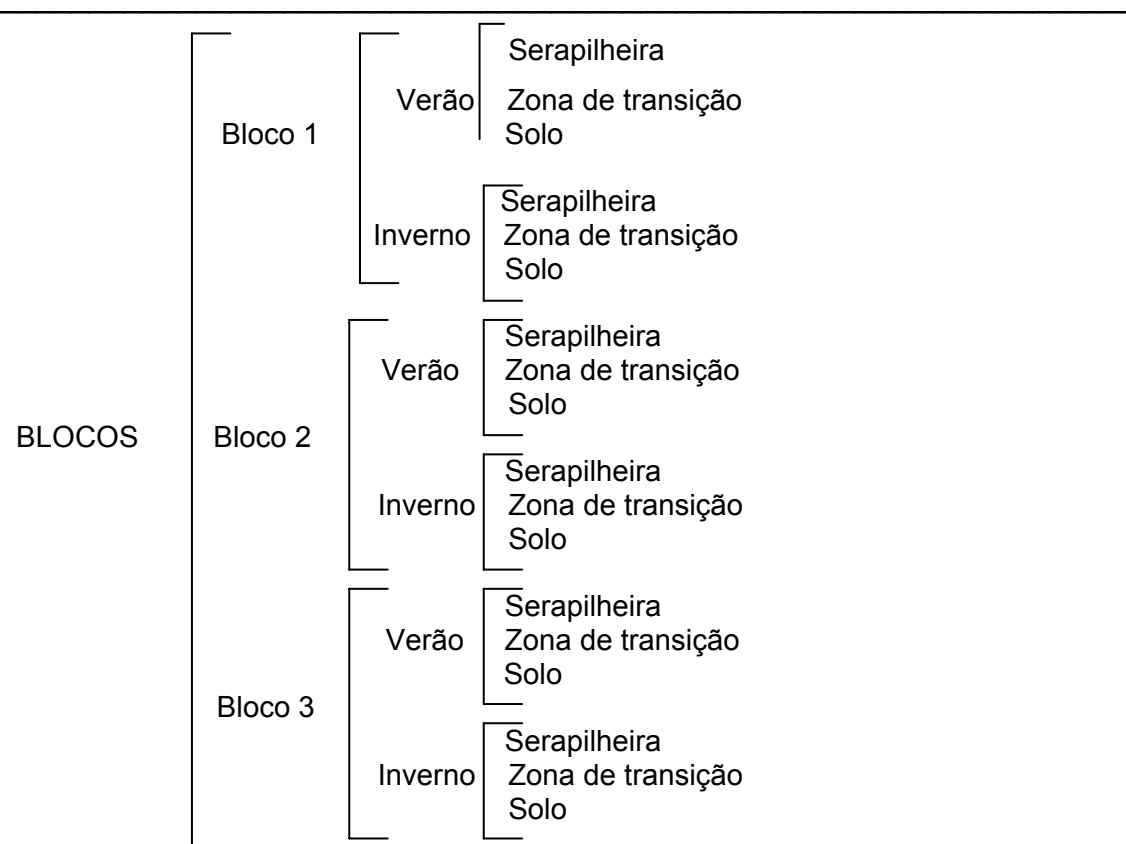 Serapilheira
Verão Zona de transição
Bloco 1 Solo
Serapilheira
Inverno Zona de transição
Solo
Serapilheira
Verão Zona de transição
Solo
BLOCOS Bloco 2
Serapilheira
Inverno Zona de transição
Solo
Serapilheira
Verão Zona de transição
Solo
Bloco 3
Serapilheira
Inverno Zona de transição
Solo